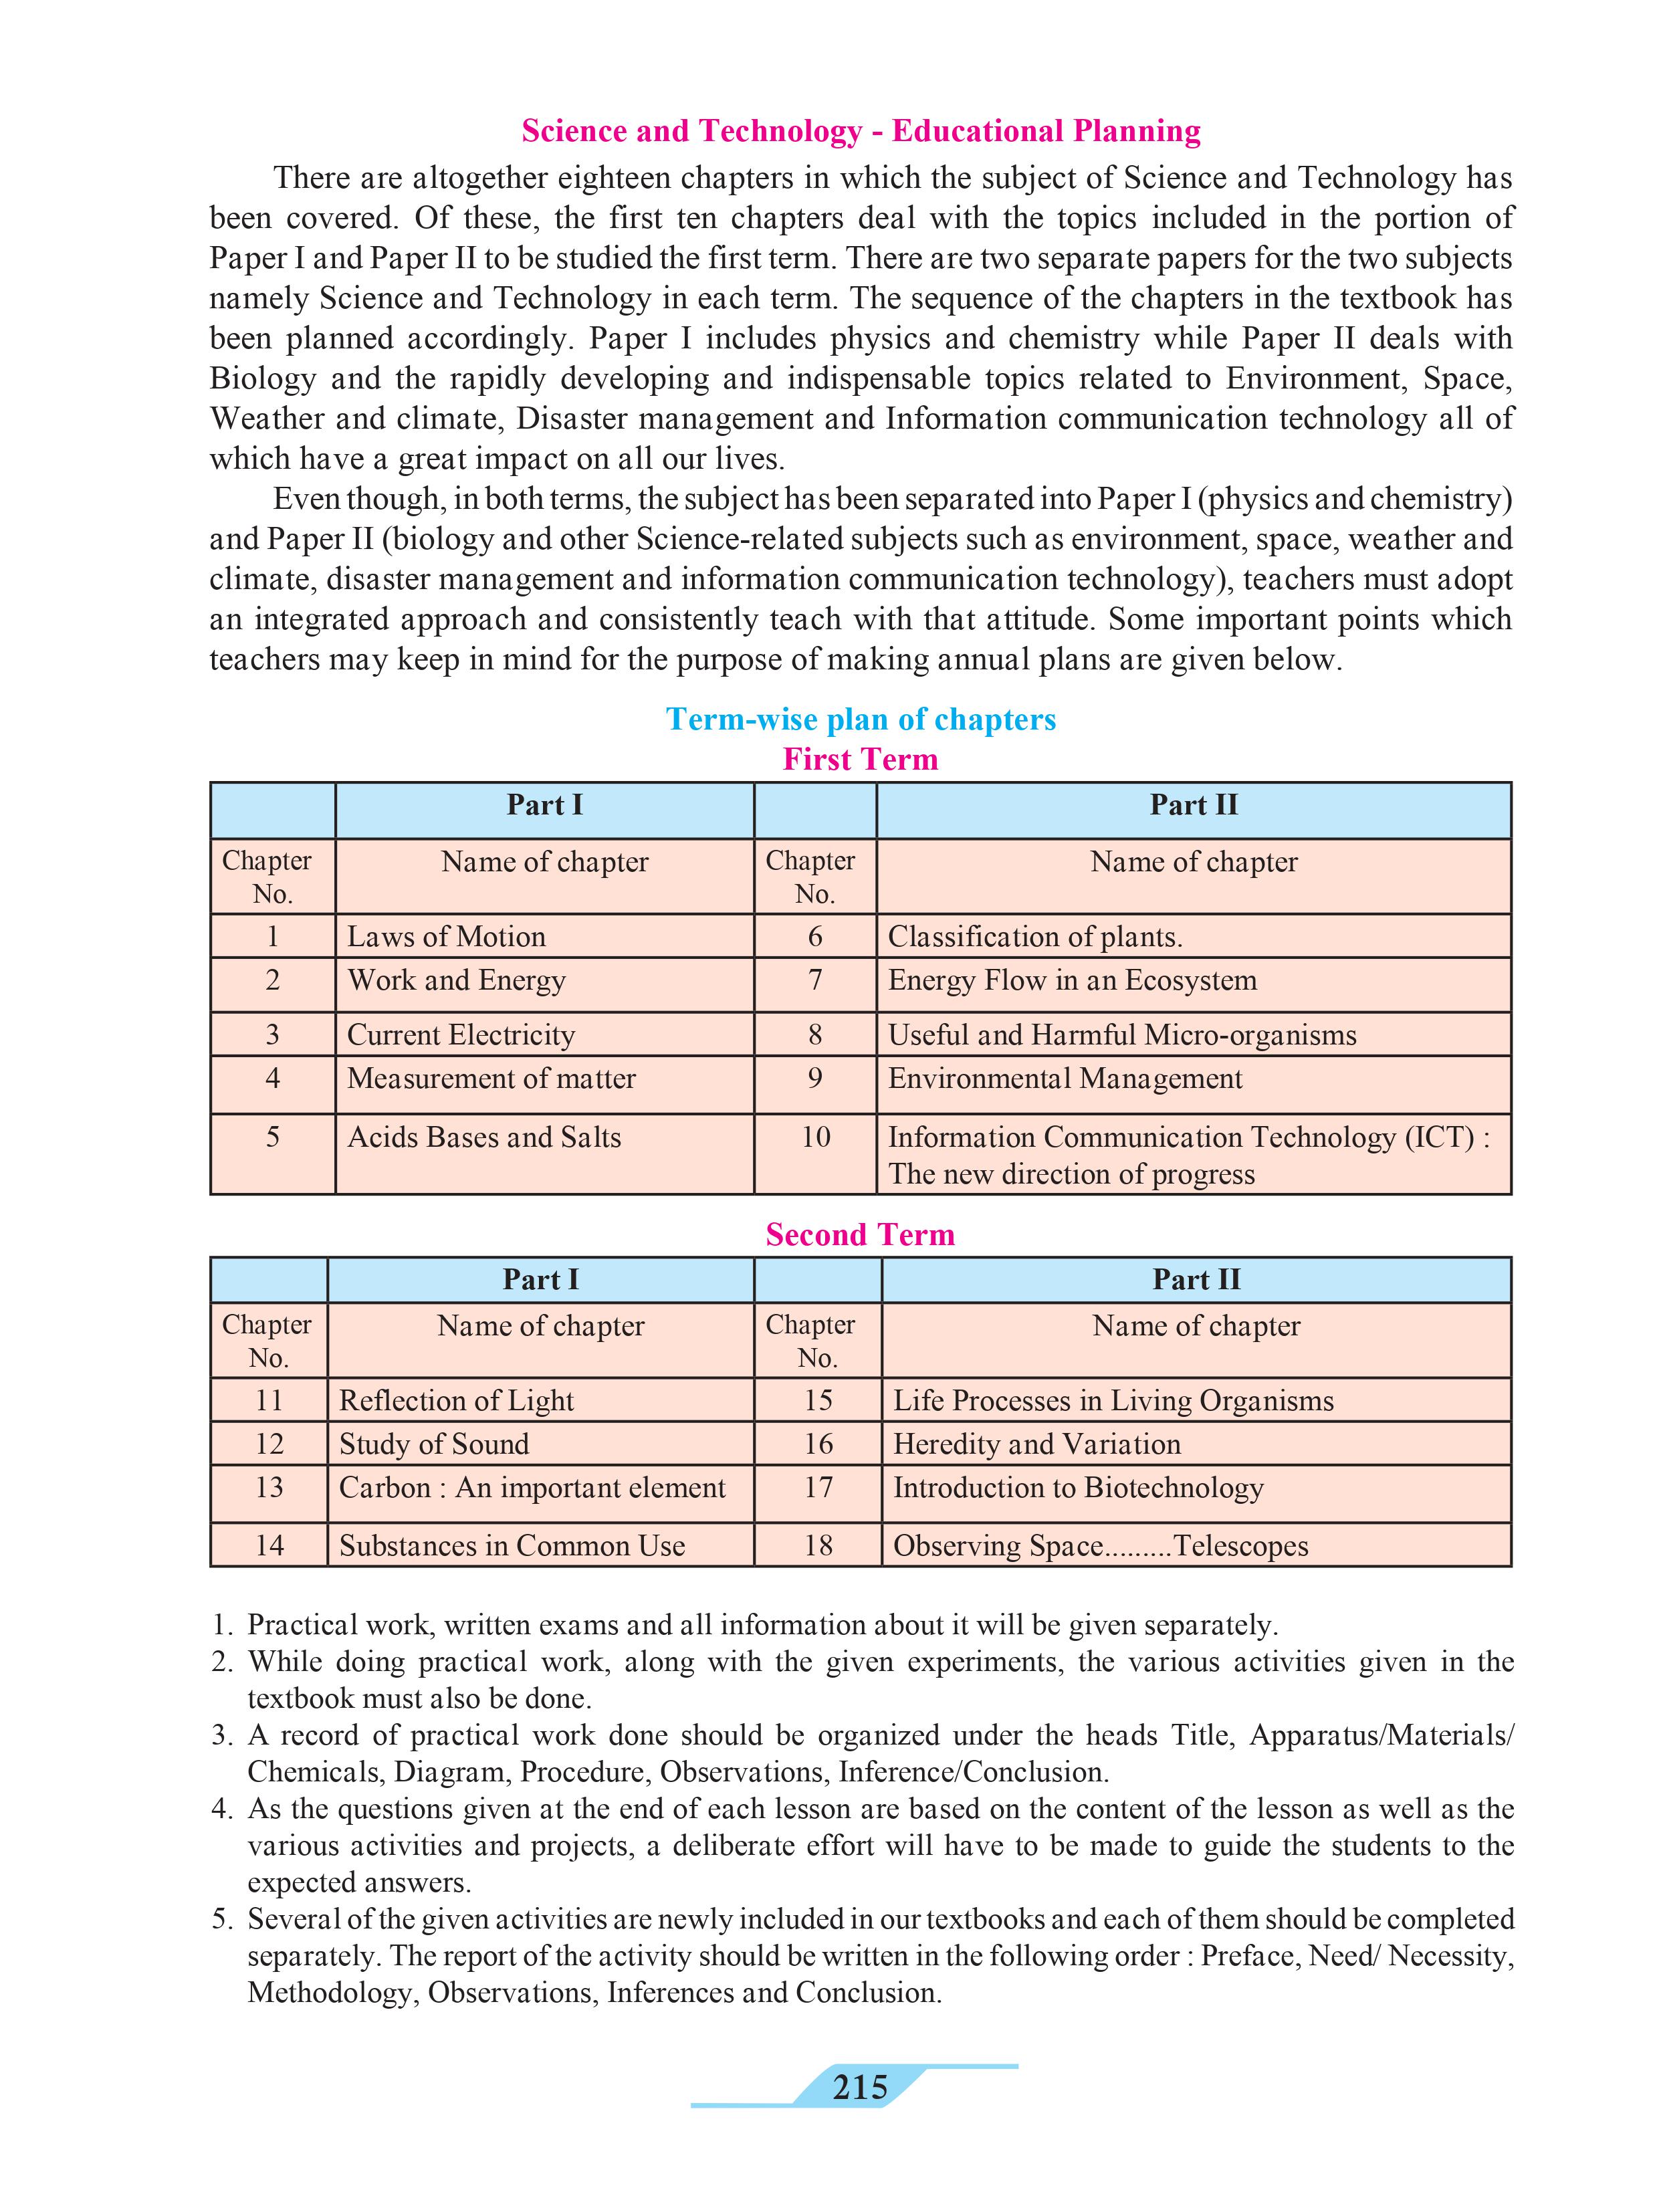 Science and Technology - Educational Planning
There are altogether eighteen chapters in which the subject of Science and Technology has
been covered. Of these, the first ten chapters deal with the topics included in the portion of
Paper I and Paper II to be studied the first term. There are two separate papers for the two subjects
namely Science and Technology in each term. The sequence of the chapters in the textbook has
been planned accordingly. Paper I includes physics and chemistry while Paper II deals with
Biology and the rapidly developing and indispensable topics related to Environment, Space,
Weather and climate, Disaster management and Information communication technology all of
which have a great impact on all our lives.
Even though, in both terms, the subject has been separated into Paper I (physics and chemistry)
and Paper II (biology and other Science-related subjects such as environment, space, weather and
climate, disaster management and information communication technology), teachers must adopt
an integrated approach and consistently teach with that attitude. Some important points which
teachers may keep in mind for the purpose of making annual plans are given below.
Term-wise plan of chapters
First Term
Part I Part II
Chapter No. Name of chapter Chapter No. Name of chapter
1 Laws of Motion 6 Classification of plants.
2 Work and Energy 7 Energy Flow in an Ecosystem
3 Current Electricity 8 Useful and Harmful Micro-organisms
4 Measurement of matter 9 Environmental Management
5 Acids Bases and Salts 10 Information Communication Technology (ICT) :
The new direction of progress
Second Term
Part I Part II
Chapter No. Name of chapter Chapter No. Name of chapter
11 Reflection of Light 15 Life Processes in Living Organisms
12 Study of Sound 16 Heredity and Variation
13 Carbon : An important element 17 Introduction to Biotechnology
14 Substances in Common Use 18 Observing Space.........Telescopes
1. Practical work, written exams and all information about it will be given separately.
2. While doing practical work, along with the given experiments, the various activities given in the
textbook must also be done.
3. A record of practical work done should be organized under the heads Title, Apparatus/Materials/
Chemicals, Diagram, Procedure, Observations, Inference/Conclusion.
4. As the questions given at the end of each lesson are based on the content of the lesson as well as the
various activities and projects, a deliberate effort will have to be made to guide the students to the
expected answers.
5. Several of the given activities are newly included in our textbooks and each of them should be completed
separately. The report of the activity should be written in the following order : Preface, Need/ Necessity,
Methodology, Observations, Inferences and Conclusion.
215